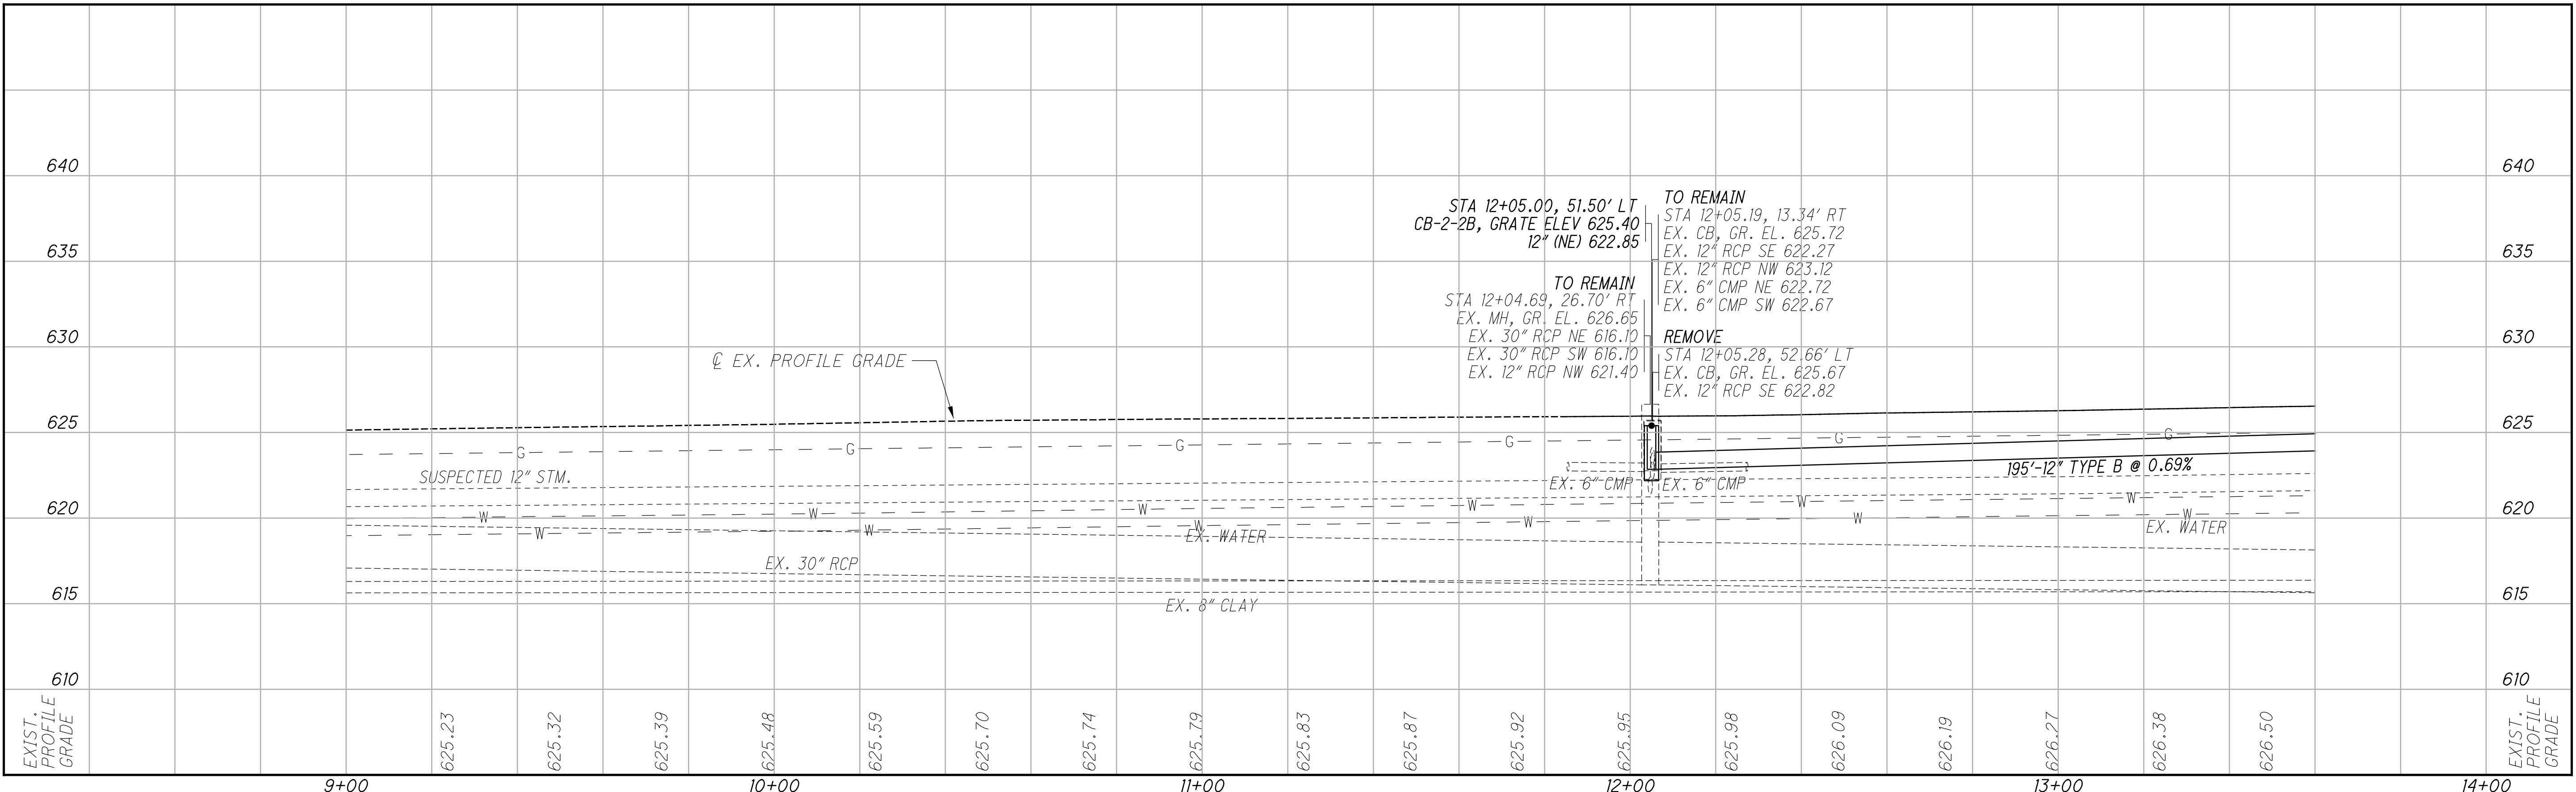 640
640
635
635
630
630
625
625
620
620
615
615
610
610
STA 12+05.00, 51.50' LT
CB-2-2B, GRATE ELEV 625.40
12" (NE) 622.85
TO REMAIN
STA 12+05.19, 13.34' RT
EX. CB, GR. EL. 625.72
EX. 12" RCP SE 622.27
EX. 12" RCP NW 623.12
EX. 6" CMP NE 622.72
EX. 6" CMP SW 622.67
TO REMAIN
STA 12+04.69, 26.70' RT
EX. MH, GR. EL. 626.65
EX. 30" RCP NE 616.10
EX. 30" RCP SW 616.10
EX. 12" RCP NW 621.40
REMOVE
STA 12+05.28, 52.66' LT
EX. CB, GR. EL. 625.67
EX. 12" RCP SE 622.82
℄ EX. PROFILE GRADE
G G G G G G
SUSPECTED 12" STM.
EX. 6" CMP
EX. 6" CMP
195'-12" TYPE B @ 0.69%
W W W W W W
W W W W W W
EX. WATER
EX. WATER
EX. 30" RCP
EX. 8" CLAY
EXIST.
PROFILE
GRADE
625.23
625.32
625.39
625.48
625.59
625.70
625.74
625.79
625.83
625.87
625.92
625.95
625.98
626.09
626.19
626.27
626.38
626.50
EXIST.
PROFILE
GRADE
9+00
10+00
11+00
12+00
13+00
14+00